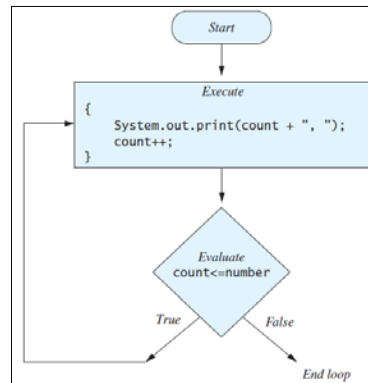 Start
Execute
{
System.out.print(count + ", ");
count++;
}
Evaluate
count<=number
True
False
End loop